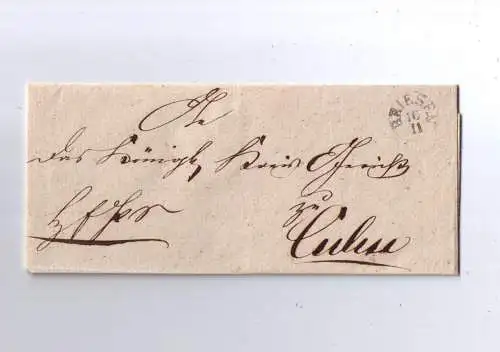 An
BRIESEN
16
11
das Königl, Kreis Gericht
zu
Culm